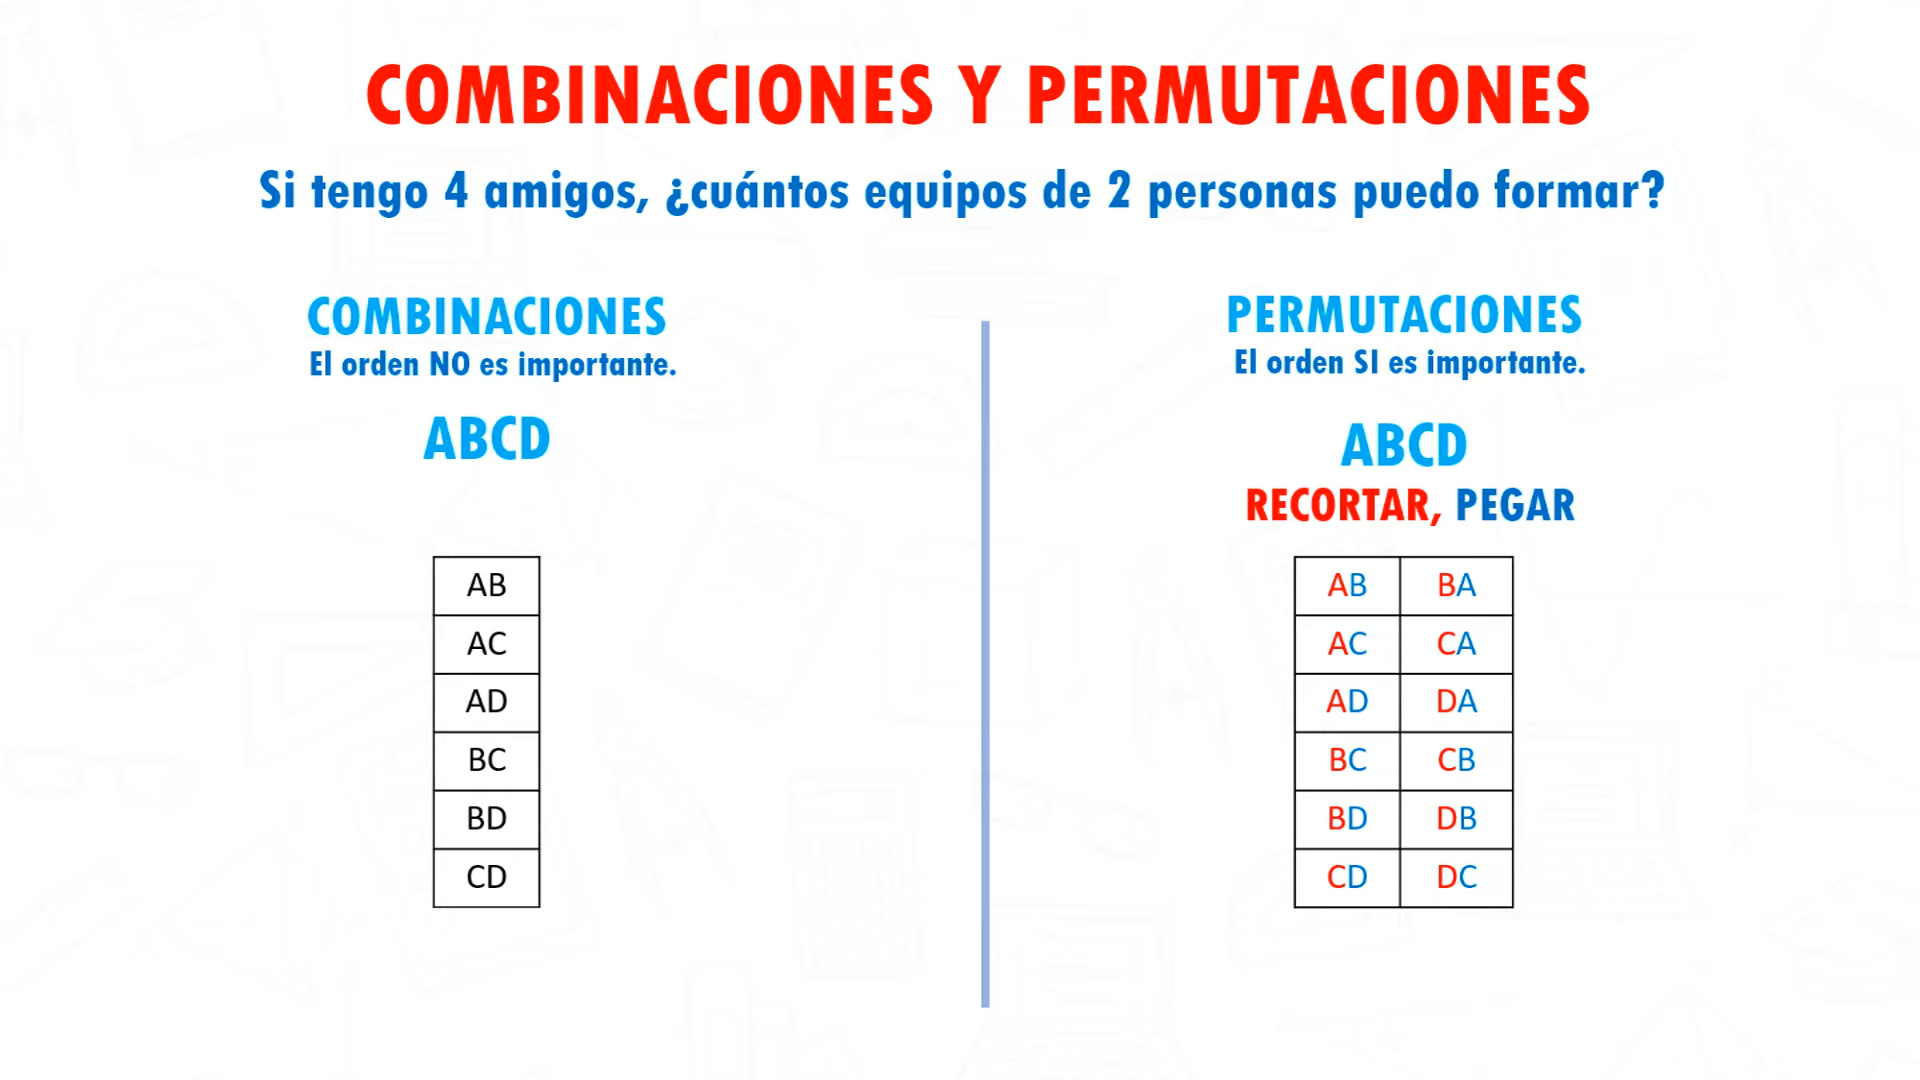 COMBINACIONES Y PERMUTACIONES
Si tengo 4 amigos, ¿cuántos equipos de 2 personas puedo formar?
COMBINACIONES
El orden NO es importante.
ABCD
AB
AC
AD
BC
BD
CD
PERMUTACIONES
El orden SI es importante.
ABCD
RECORTAR, PEGAR
AB BA
AC CA
AD DA
BC CB
BD DB
CD DC